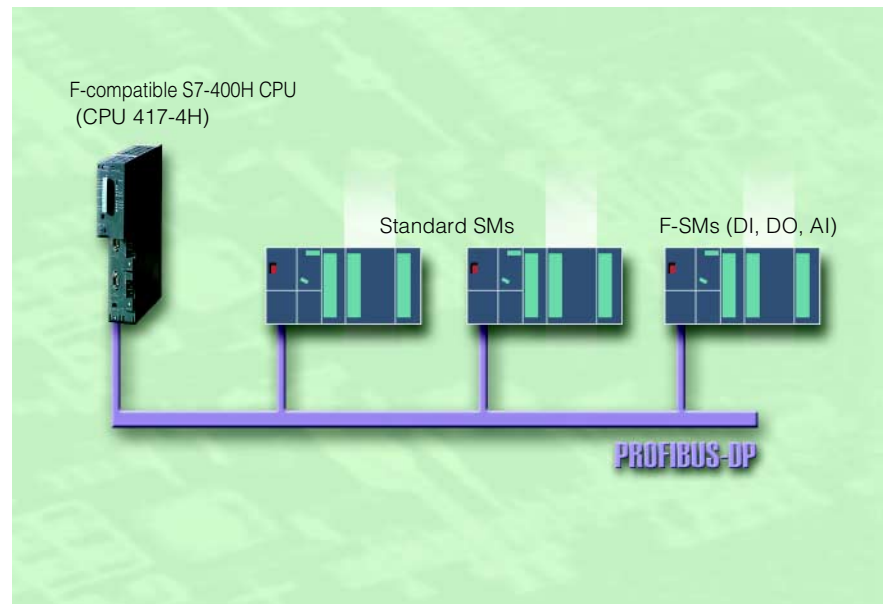 F-compatible S7-400H CPU
(CPU 417-4H)
Standard SMs
F-SMs (DI, DO, AI)
PROFIBUS-DP